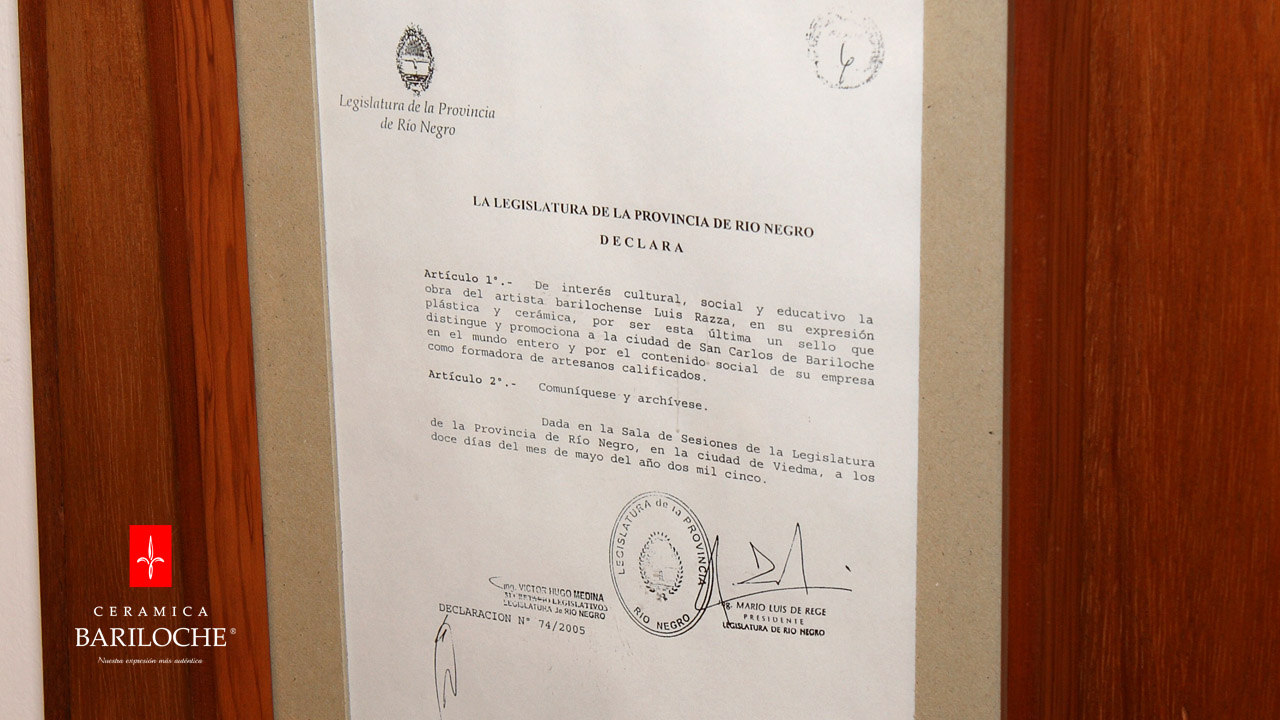 Legislatura de la Provincia
de Río Negro
LA LEGISLATURA DE LA PROVINCIA DE RIO NEGRO
DECLARA
Artículo 1°.- De interés cultural, social y educativo la
obra del artista barilochense Luis Razza, en su expresión
plástica y cerámica, por ser esta última un sello que
distingue y promociona a la ciudad de San Carlos de Bariloche
en el mundo entero y por el contenido social de su empresa
como formadora de artesanos calificados.
Artículo 2°.- Comuníquese y archívese.
Dada en la Sala de Sesiones de la Legislatura
de la Provincia de Río Negro, en la ciudad de Viedma, a los
doce días del mes de mayo del año dos mil cinco.
LEGISLATURA de la PROVINCIA
RIO NEGRO
Ing. VICTOR HUGO MEDINA
SECRETARIO LEGISLATIVO
LEGISLATURA de RIO NEGRO
DECLARACION N° 74/2005
Ing. MARIO LUIS DE REGE
PRESIDENTE
LEGISLATURA DE RIO NEGRO
CERAMICA
BARILOCHE®
Nuestra expresión más auténtica